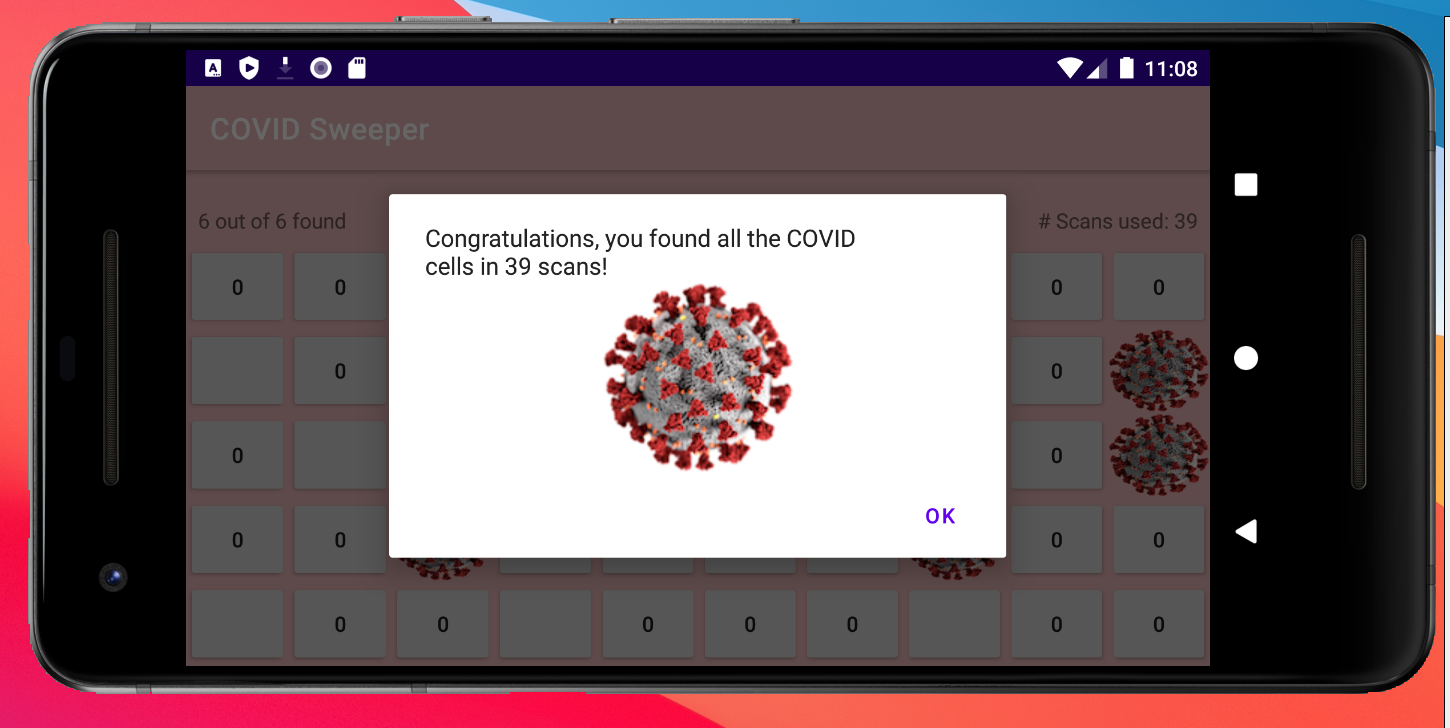 11:08
COVID Sweeper
6 out of 6 found
# Scans used: 39
Congratulations, you found all the COVID
cells in 39 scans!
0 0 0 0
0 0
0 0
OK
0 0 0 0
0 0 0 0 0 0 0